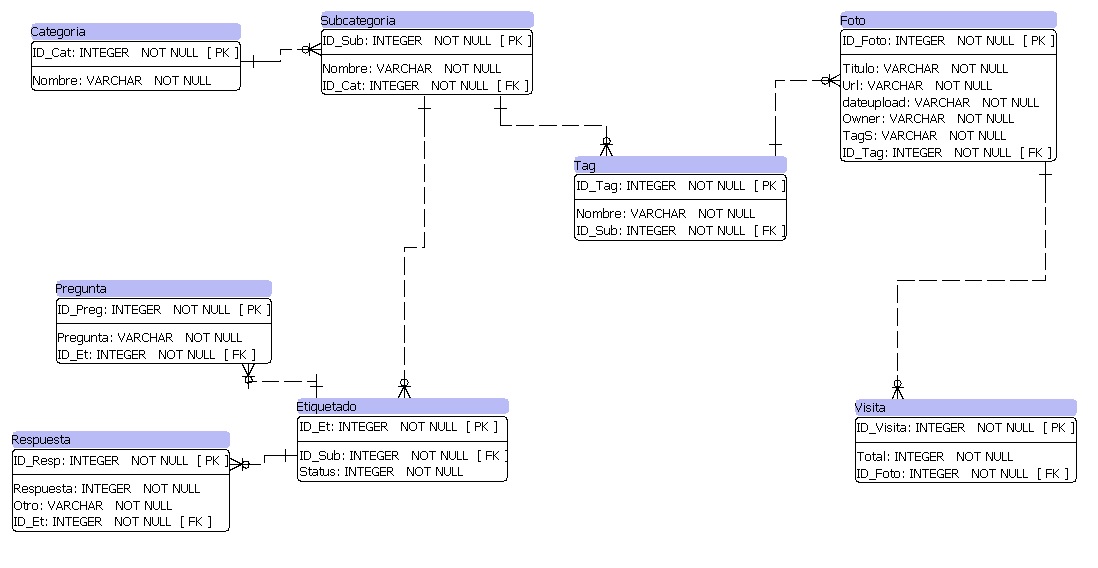 Categoria
ID_Cat: INTEGER NOT NULL [ PK ]
Nombre: VARCHAR NOT NULL
Subcategoria
ID_Sub: INTEGER NOT NULL [ PK ]
Nombre: VARCHAR NOT NULL
ID_Cat: INTEGER NOT NULL [ FK ]
Foto
ID_Foto: INTEGER NOT NULL [ PK ]
Titulo: VARCHAR NOT NULL
Url: VARCHAR NOT NULL
dateupload: VARCHAR NOT NULL
Owner: VARCHAR NOT NULL
TagS: VARCHAR NOT NULL
ID_Tag: INTEGER NOT NULL [ FK ]
Tag
ID_Tag: INTEGER NOT NULL [ PK ]
Nombre: VARCHAR NOT NULL
ID_Sub: INTEGER NOT NULL [ FK ]
Pregunta
ID_Preg: INTEGER NOT NULL [ PK ]
Pregunta: VARCHAR NOT NULL
ID_Et: INTEGER NOT NULL [ FK ]
Etiquetado
ID_Et: INTEGER NOT NULL [ PK ]
ID_Sub: INTEGER NOT NULL [ FK ]
Status: INTEGER NOT NULL
Visita
ID_Visita: INTEGER NOT NULL [ PK ]
Total: INTEGER NOT NULL
ID_Foto: INTEGER NOT NULL [ FK ]
Respuesta
ID_Resp: INTEGER NOT NULL [ PK ]
Respuesta: INTEGER NOT NULL
Otro: VARCHAR NOT NULL
ID_Et: INTEGER NOT NULL [ FK ]